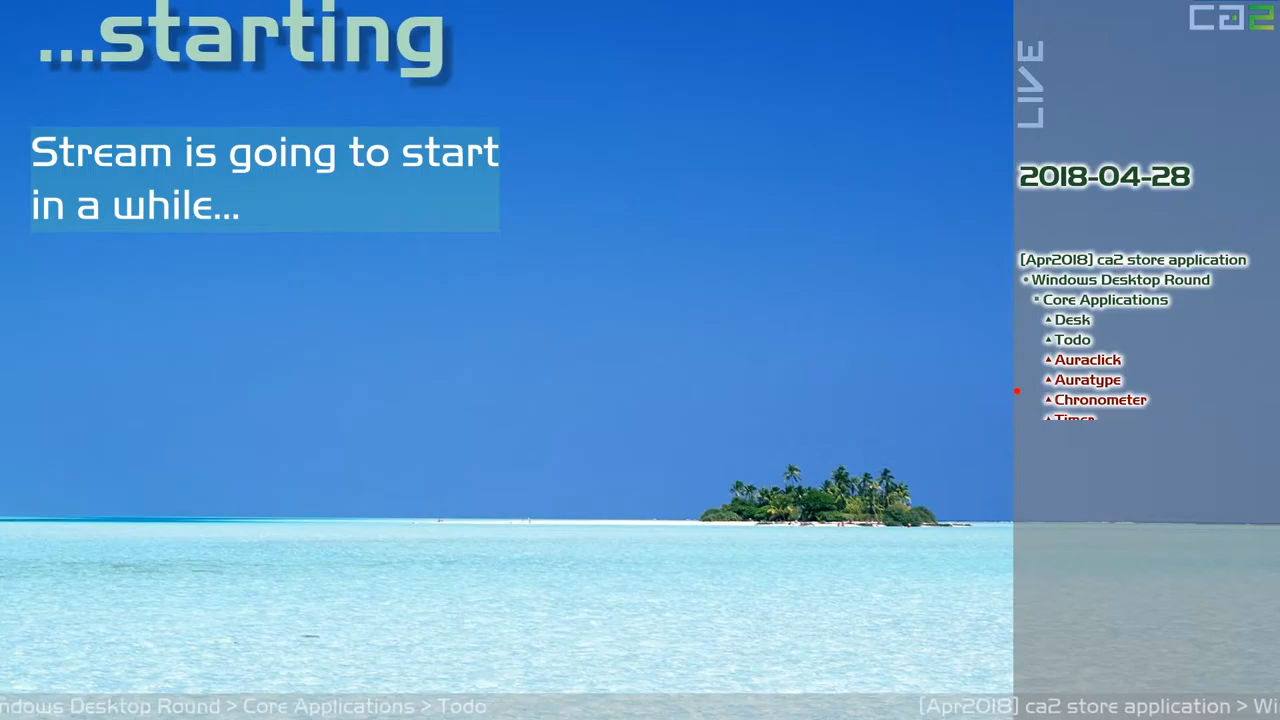 ...starting
Stream is going to start
in a while...
ca2
LIVE
2018-04-28
[Apr2018] ca2 store application
Windows Desktop Round
Core Applications
Desk
Todo
Auraclick
Auratype
Chronometer
Timer
ndows Desktop Round > Core Applications > Todo
[Apr2018] ca2 store application > Wi